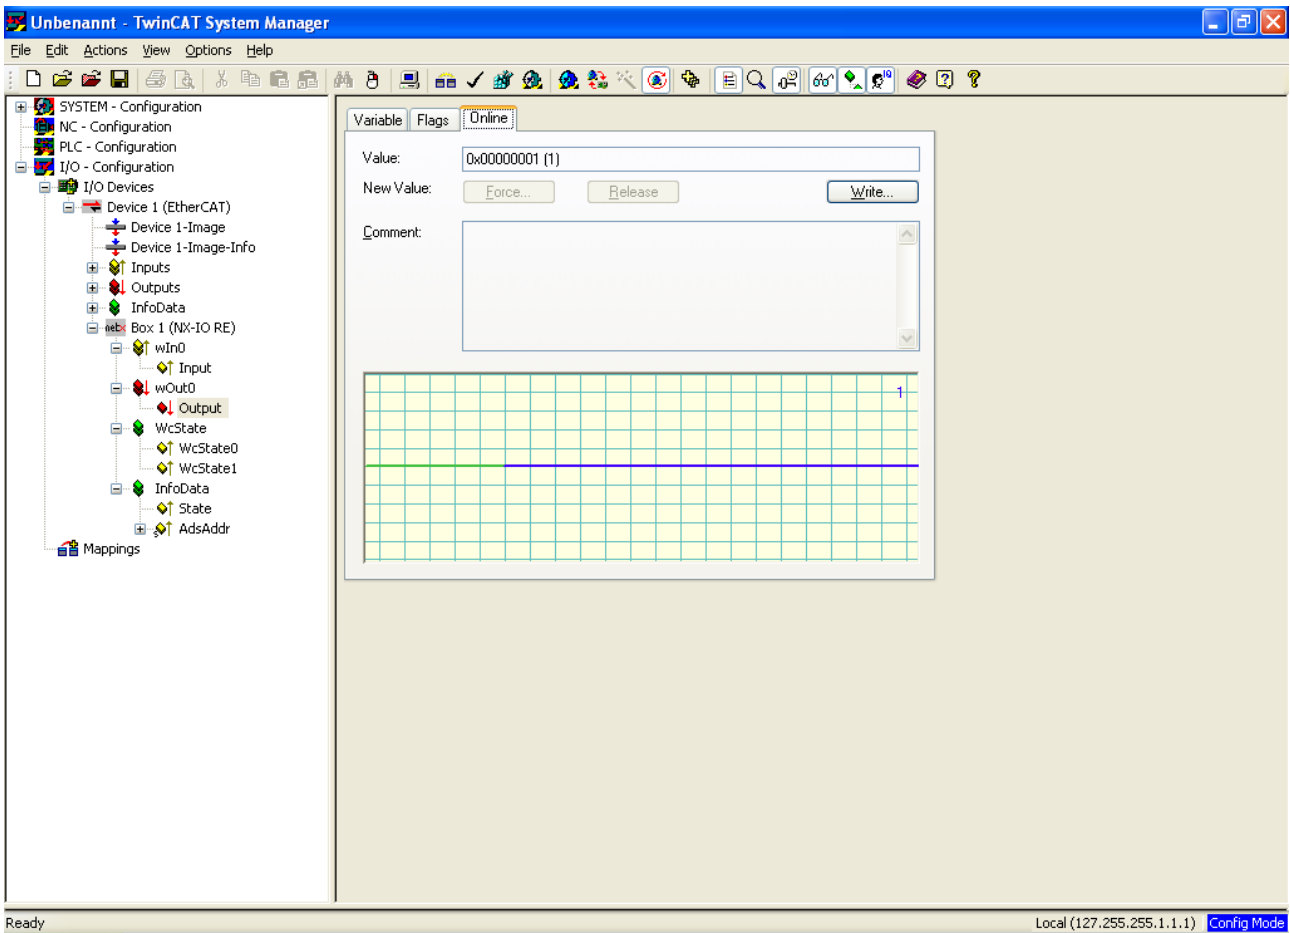 Unbenannt - TwinCAT System Manager
File Edit Actions View Options Help
SYSTEM - Configuration
NC - Configuration
PLC - Configuration
I/O - Configuration
I/O Devices
Device 1 (EtherCAT)
Device 1-Image
Device 1-Image-Info
Inputs
Outputs
InfoData
Box 1 (NX-IO RE)
wIn0
Input
wOut0
Output
WcState
WcState0
WcState1
InfoData
State
AdsAddr
Mappings
Variable Flags Online
Value: 0x00000001 (1)
New Value: Force... Release Write...
Comment:
1
Ready Local (127.255.255.1.1.1) Config Mode